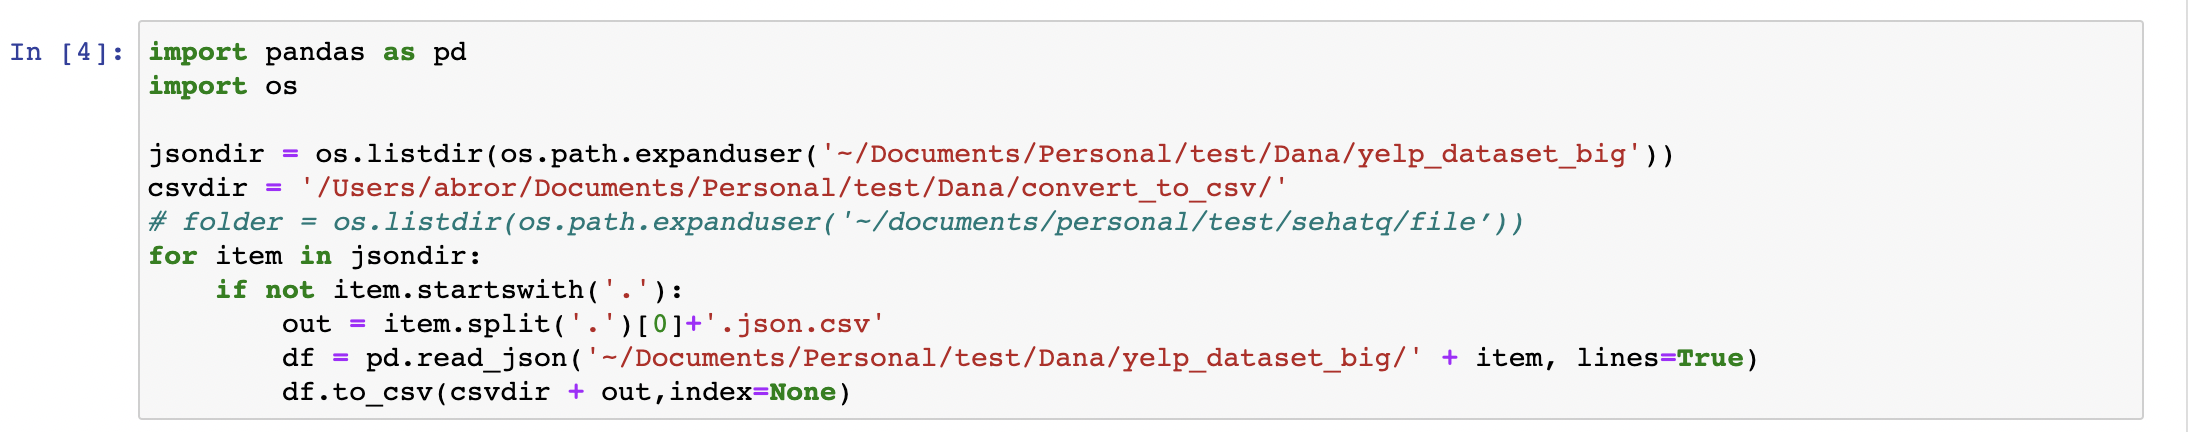 In [4]: import pandas as pd
import os

jsondir = os.listdir(os.path.expanduser('~/Documents/Personal/test/Dana/yelp_dataset_big'))
csvdir = '/Users/abror/Documents/Personal/test/Dana/convert_to_csv/'
# folder = os.listdir(os.path.expanduser('~/documents/personal/test/sehatq/file’))
for item in jsondir:
    if not item.startswith('.'):
        out = item.split('.')[0]+'.json.csv'
        df = pd.read_json('~/Documents/Personal/test/Dana/yelp_dataset_big/' + item, lines=True)
        df.to_csv(csvdir + out,index=None)